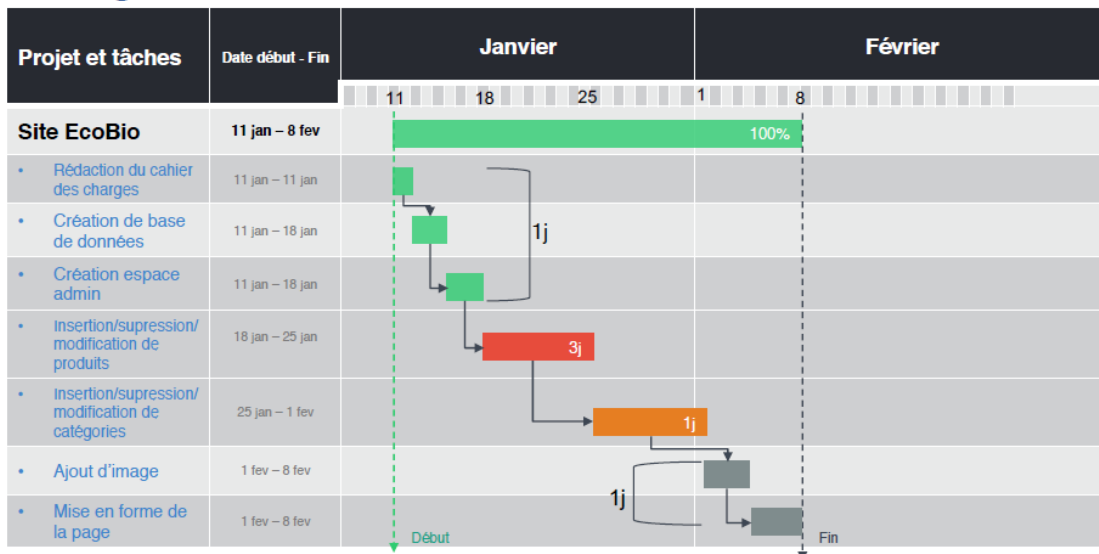 Projet et tâches
Date début - Fin
Janvier
Février
11
18
25
1
8
Site EcoBio
11 jan – 8 fev
100%
• Rédaction du cahier
des charges
11 jan – 11 jan
• Création de base
de données
11 jan – 18 jan
1j
• Création espace
admin
11 jan – 18 jan
• Insertion/supression/
modification de
produits
18 jan – 25 jan
3j
• Insertion/supression/
modification de
catégories
25 jan – 1 fev
1j
• Ajout d'image
1 fev – 8 fev
1j
• Mise en forme de
la page
1 fev – 8 fev
Début
Fin